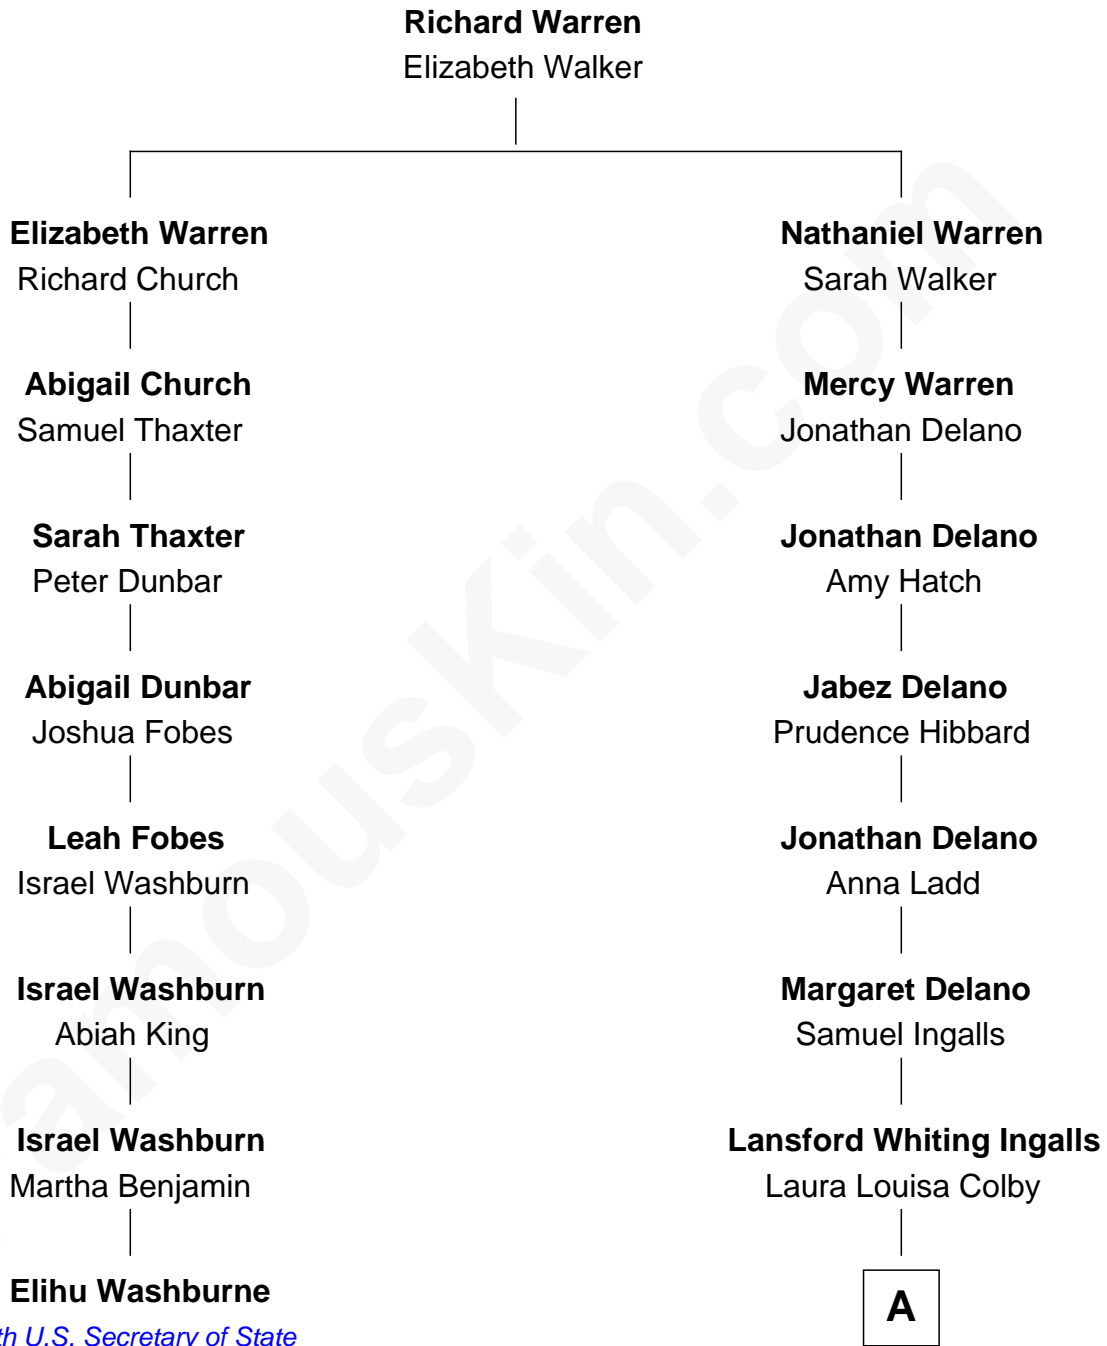 Richard Warren
Elizabeth Walker
Elizabeth Warren
Richard Church
Abigail Church
Samuel Thaxter
Sarah Thaxter
Peter Dunbar
Abigail Dunbar
Joshua Fobes
Leah Fobes
Israel Washburn
Israel Washburn
Abiah King
Israel Washburn
Martha Benjamin
Elihu Washburne
th U.S. Secretary of State
Nathaniel Warren
Sarah Walker
Mercy Warren
Jonathan Delano
Jonathan Delano
Amy Hatch
Jabez Delano
Prudence Hibbard
Jonathan Delano
Anna Ladd
Margaret Delano
Samuel Ingalls
Lansford Whiting Ingalls
Laura Louisa Colby
A
amouskin.com